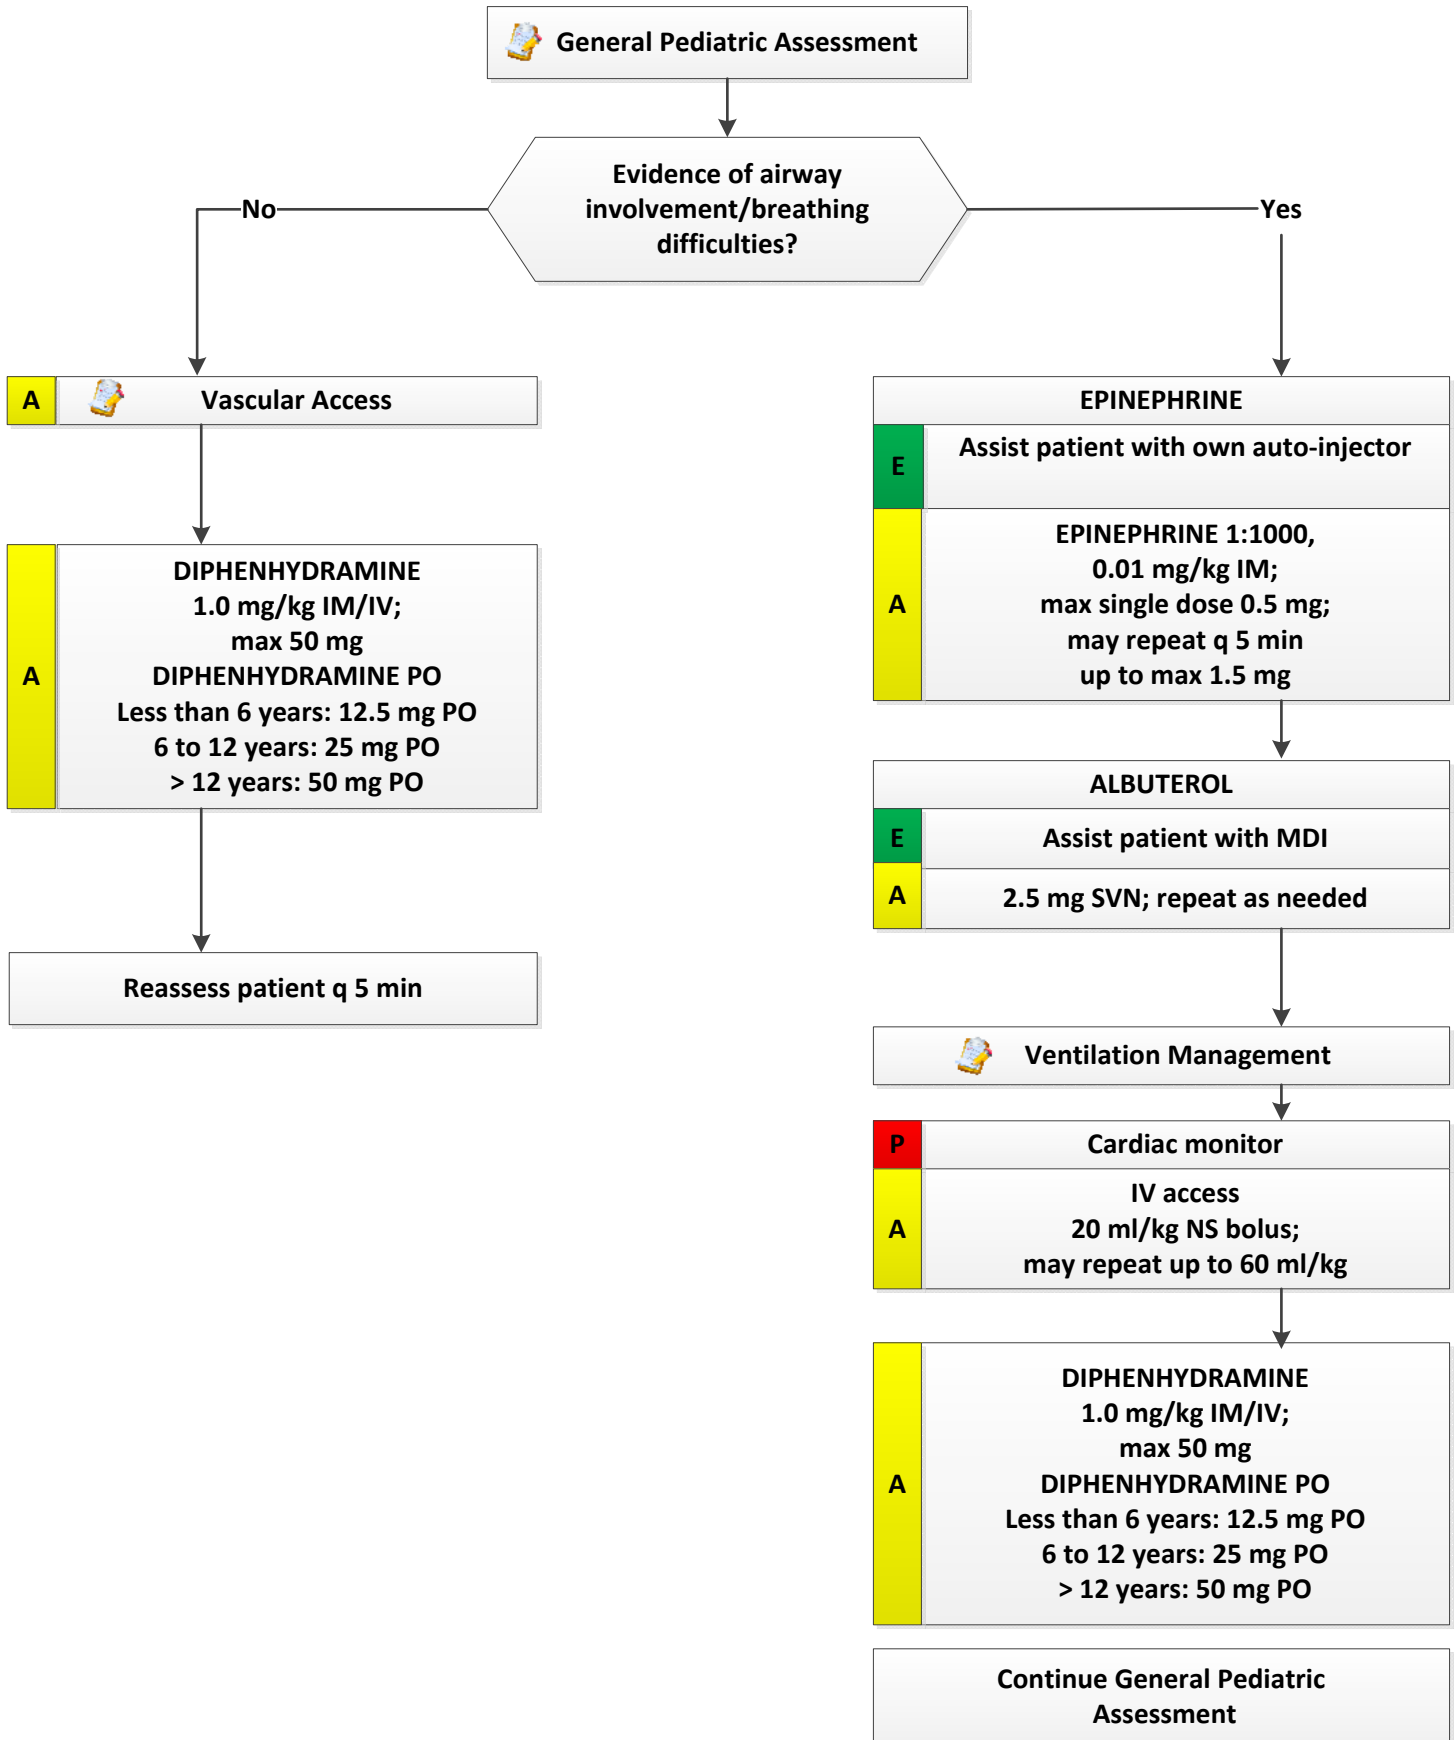 General Pediatric Assessment
Evidence of airway
involvement/breathing
difficulties?
No
Yes
A
Vascular Access
A
DIPHENHYDRAMINE
1.0 mg/kg IM/IV;
max 50 mg
DIPHENHYDRAMINE PO
Less than 6 years: 12.5 mg PO
6 to 12 years: 25 mg PO
> 12 years: 50 mg PO
Reassess patient q 5 min
EPINEPHRINE
E
Assist patient with own auto-injector
A
EPINEPHRINE 1:1000,
0.01 mg/kg IM;
max single dose 0.5 mg;
may repeat q 5 min
up to max 1.5 mg
ALBUTEROL
E
Assist patient with MDI
A
2.5 mg SVN; repeat as needed
Ventilation Management
P
Cardiac monitor
A
IV access
20 ml/kg NS bolus;
may repeat up to 60 ml/kg
A
DIPHENHYDRAMINE
1.0 mg/kg IM/IV;
max 50 mg
DIPHENHYDRAMINE PO
Less than 6 years: 12.5 mg PO
6 to 12 years: 25 mg PO
> 12 years: 50 mg PO
Continue General Pediatric
Assessment